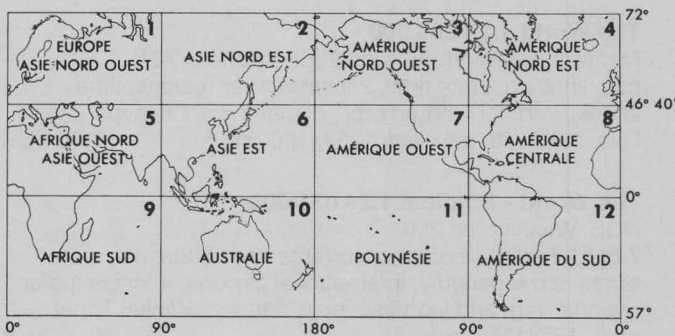 1 2 3 4 72°
EUROPE
ASIE NORD OUEST
ASIE NORD EST
AMÉRIQUE
NORD OUEST
AMÉRIQUE
NORD EST
5 6 7 8 46° 40'
AFRIQUE NORD
ASIE OUEST
ASIE EST
AMÉRIQUE OUEST
AMÉRIQUE
CENTRALE
9 10 11 12 0°
AFRIQUE SUD
AUSTRALIE
POLYNÉSIE
AMÉRIQUE DU SUD
57°
0° 90° 180° 90° 0°